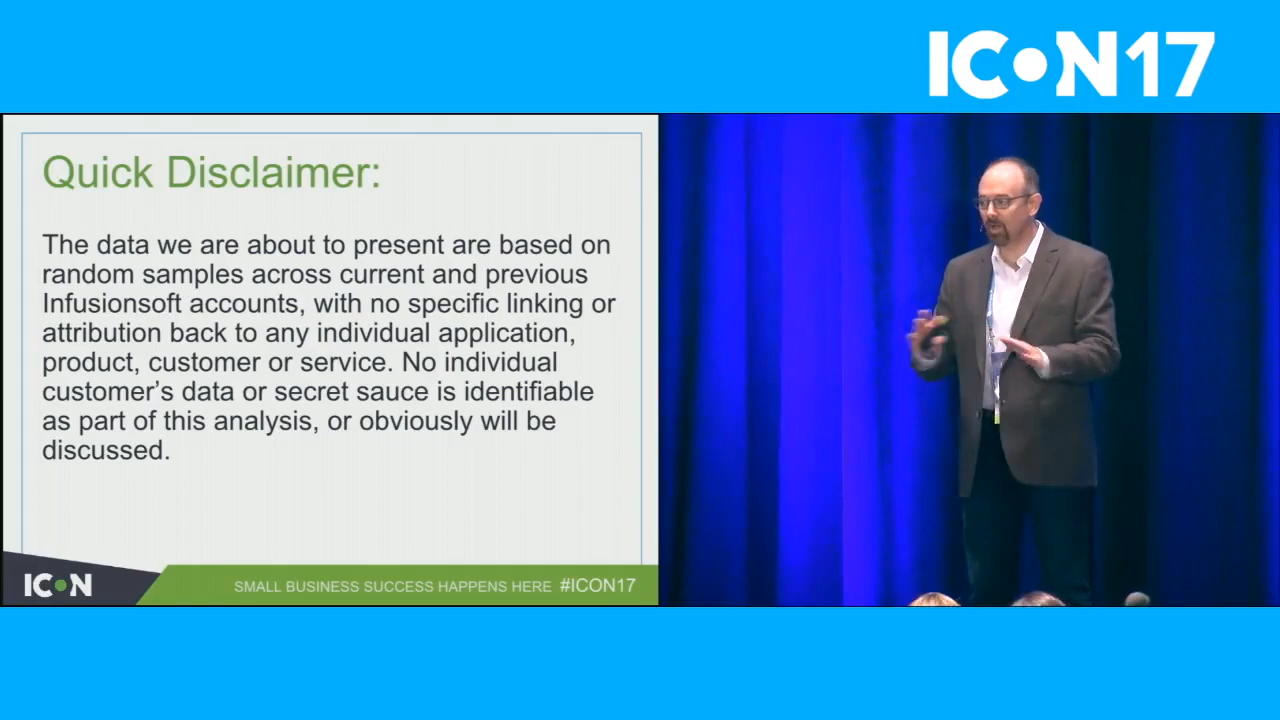 ICON17
Quick Disclaimer:
The data we are about to present are based on
random samples across current and previous
Infusionsoft accounts, with no specific linking or
attribution back to any individual application,
product, customer or service. No individual
customer's data or secret sauce is identifiable
as part of this analysis, or obviously will be
discussed.
ICON
SMALL BUSINESS SUCCESS HAPPENS HERE #ICON17